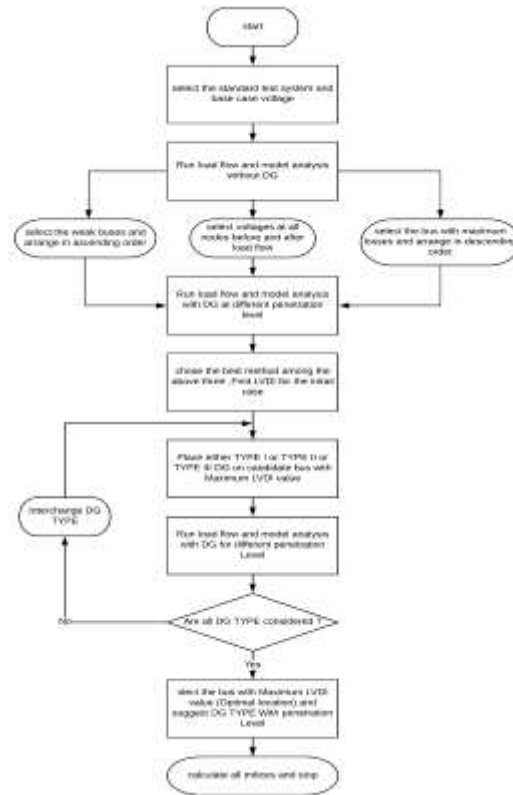 start
select the standard test system and
base case voltage
Run load flow and model analysis
without DG
select the weak buses and
arrange in ascending order
select voltages at all
nodes before and after
load flow
select the bus with maximum
losses and arrange in descending
order
Run load flow and model analysis
with DG at different penetration
level
chose the best method among the
above three ,Find LVDI for the initial
case
Place either TYPE I or TYPE II or
TYPE III DG on candidate bus with
Maximum LVDI value
Interchange DG
TYPE
Run load flow and model analysis
with DG for different penetration
Level
Are all DG TYPE considered ?
No
Yes
elect the bus with Maximum LVDI
value (Optimal location) and
suggest DG TYPE With penetration
Level
calculate all indices and stop